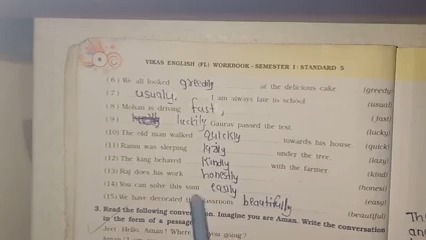 VIKAS ENGLISH (FL) WORKBOOK - SEMESTER I : STANDARD 5
(6) We all looked greedily at the delicious cake (greedy)
(7) usually, I am always late to school (usual)
(8) Mohan is driving fast, (fast)
(9) luckily Gaurav passed the test. (lucky)
(10) The old man walked quickly towards his house. (quick)
(11) Raman was sleeping lazily under the tree. (lazy)
(12) The king behaved kindly with the farmer. (kind)
(13) Raj does his work honestly (honest)
(14) You can solve this sum easily (easy)
(15) We have decorated classroom beautifully (beautiful)
3. Read the following conversation. Imagine you are Aman. Write the conversation
in the form of a passage
Jeet: Hello, Aman! Where you going?